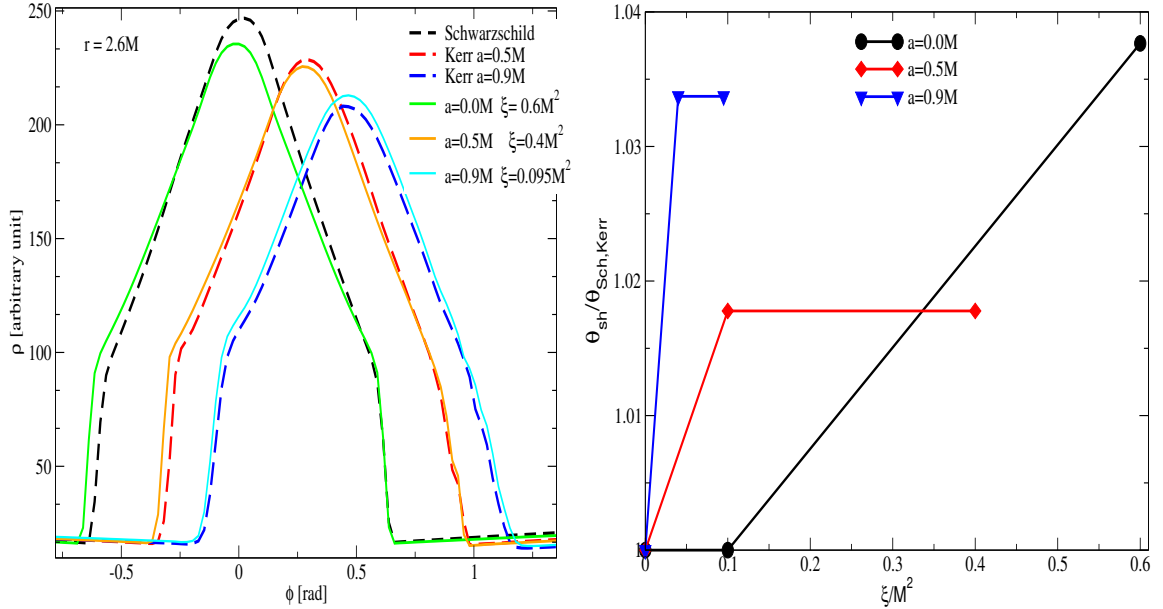 r = 2.6M
Schwarzschild
Kerr a=0.5M
Kerr a=0.9M
a=0.0M ξ= 0.6M²
a=0.5M ξ=0.4M²
a=0.9M ξ=0.095M²
250
200
150
100
50
ρ [arbitrary unit]
-0.5
0
0.5
1
ϕ [rad]
a=0.0M
a=0.5M
a=0.9M
1.04
1.03
1.02
1.01
1
θsh/θSch,Kerr
0
0.1
0.2
0.3
0.4
0.5
0.6
ξ/M²